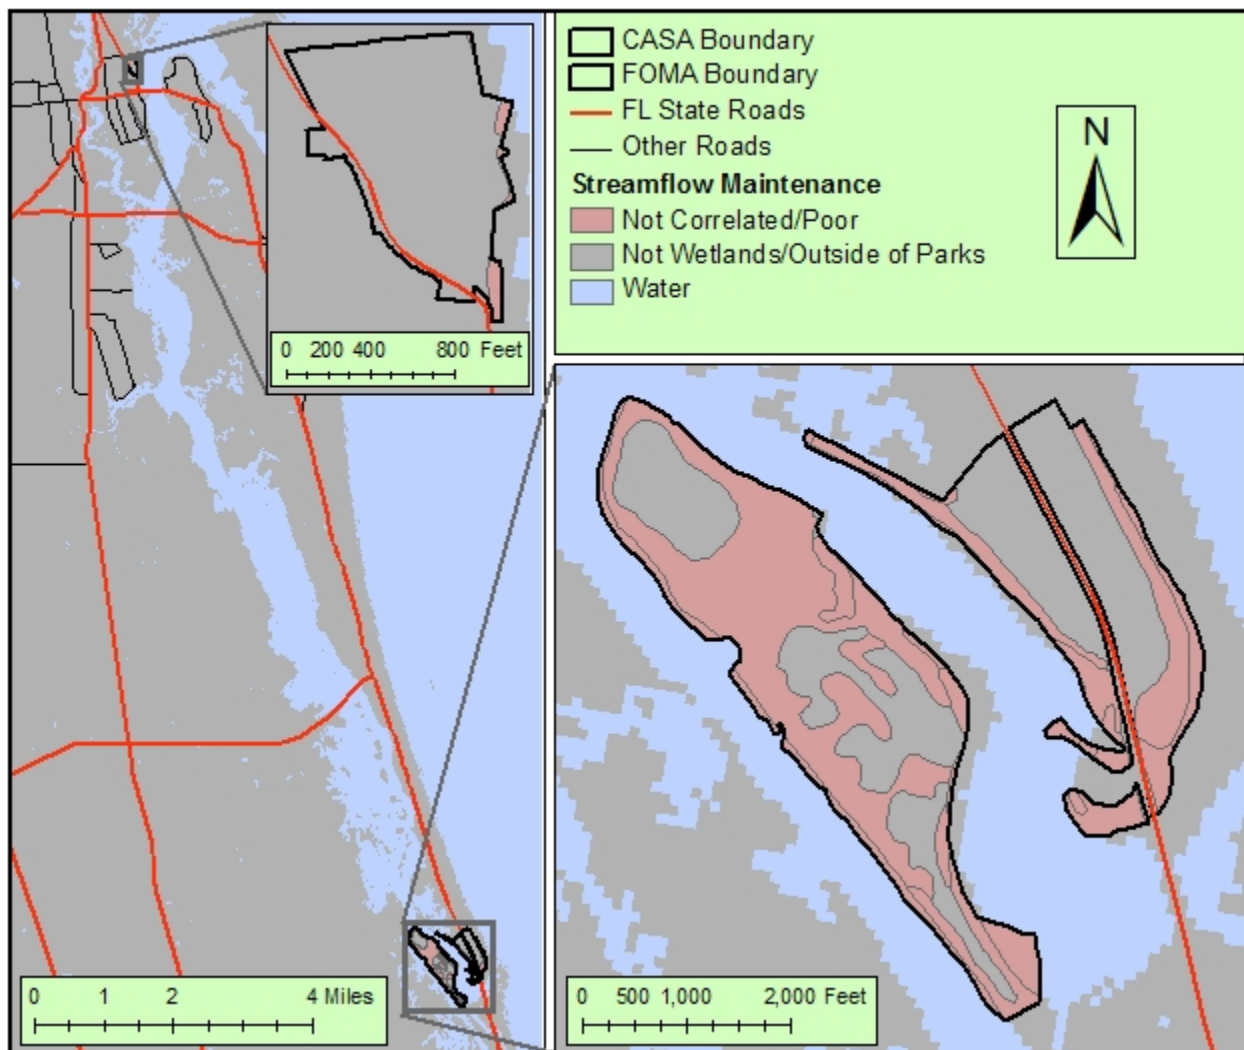 CASA Boundary
FOMA Boundary
FL State Roads
Other Roads
Streamflow Maintenance
Not Correlated/Poor
Not Wetlands/Outside of Parks
Water
N
0 200 400 800 Feet
0 1 2 4 Miles
0 500 1,000 2,000 Feet